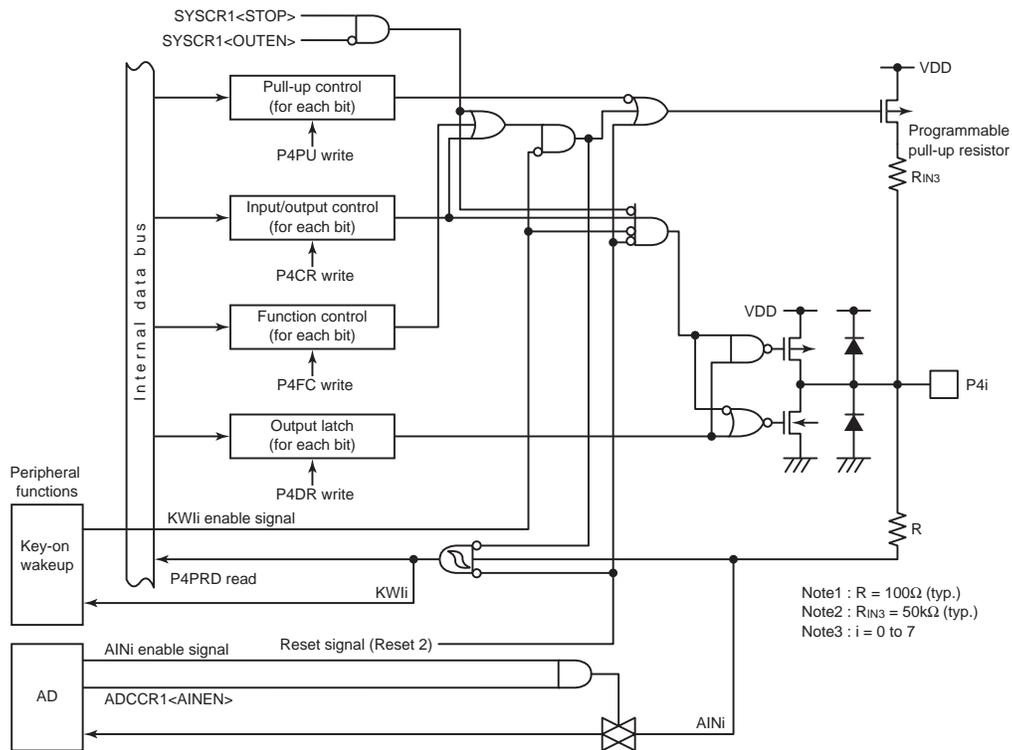 SYSCR1<STOP>
SYSCR1<OUTEN>
VDD
Pull-up control
(for each bit)
P4PU write
Programmable
pull-up resistor
RIN3
Input/output control
(for each bit)
P4CR write
Internal data bus
Function control
(for each bit)
P4FC write
VDD
P4i
Output latch
(for each bit)
P4DR write
Peripheral
functions
KWIi enable signal
Key-on
wakeup
R
P4PRD read
KWIi
Note1 : R = 100Ω (typ.)
Note2 : RIN3 = 50kΩ (typ.)
Note3 : i = 0 to 7
Reset signal (Reset 2)
AINi enable signal
AD
ADCCR1<AINEN>
AINi